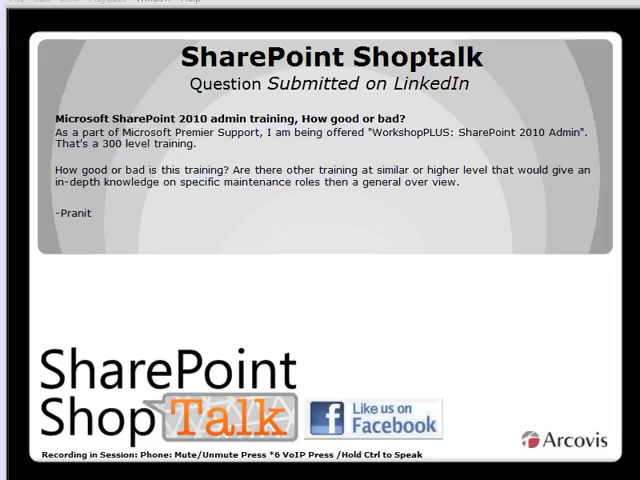 SharePoint Shoptalk
Question Submitted on LinkedIn
Microsoft SharePoint 2010 admin training, How good or bad?
As a part of Microsoft Premier Support, I am being offered "WorkshopPLUS: SharePoint 2010 Admin".
That's a 300 level training.
How good or bad is this training? Are there other training at similar or higher level that would give an
in-depth knowledge on specific maintenance roles then a general over view.
-Pranit
SharePoint
Shop Talk
Like us on
Facebook
Arcovis
Recording in Session: Phone: Mute/Unmute Press *6 VoIP Press /Hold Ctrl to Speak